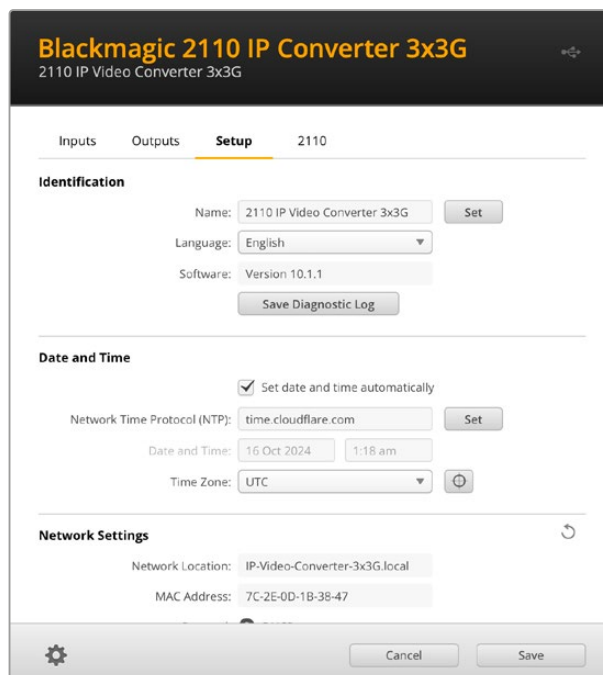 Blackmagic 2110 IP Converter 3x3G
2110 IP Video Converter 3x3G
Inputs Outputs Setup 2110
Identification
Name: 2110 IP Video Converter 3x3G Set
Language: English
Software: Version 10.1.1
Save Diagnostic Log
Date and Time
Set date and time automatically
Network Time Protocol (NTP): time.cloudflare.com Set
Date and Time: 16 Oct 2024 1:18 am
Time Zone: UTC
Network Settings
Network Location: IP-Video-Converter-3x3G.local
MAC Address: 7C-2E-0D-1B-38-47
Cancel Save